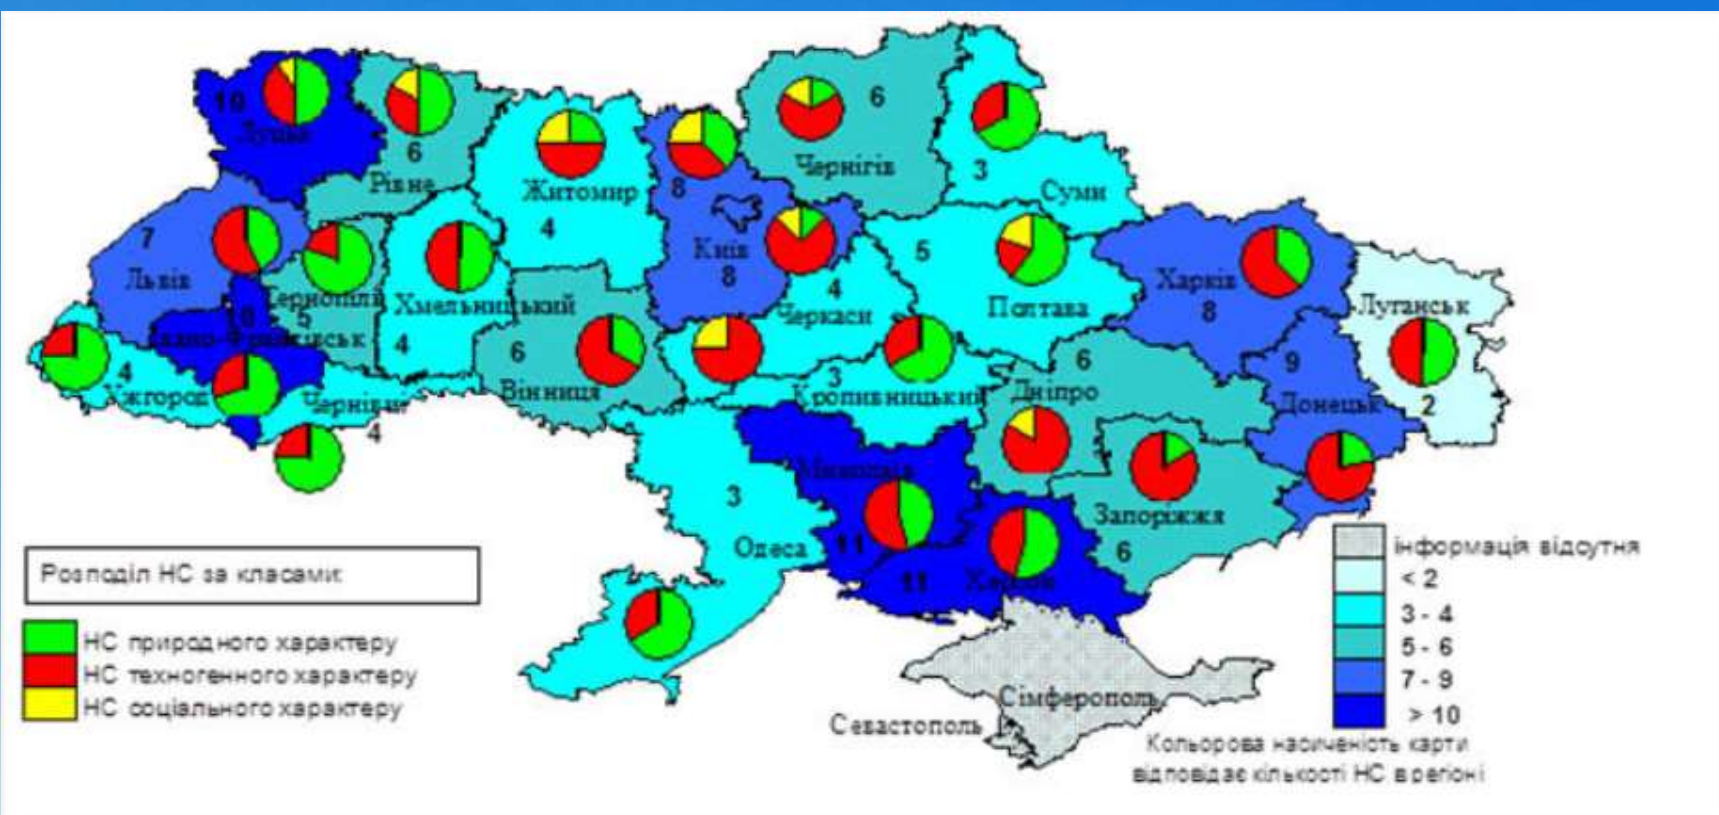 10
Луцьк
6
Рівне
Житомир
4
8
Київ
8
6
Чернігів
3
Суми
7
Львів
Тернопіль
5
Хмельницький
4
10
Івано-Франківськ
4
Ужгород
Чернівці
4
6
Вінниця
4
Черкаси
5
Полтава
Харків
8
Луганськ
2
3
Кропивницький
6
Дніпро
9
Донецьк
Миколаїв
11
3
Одеса
11
Херсон
Запоріжжя
6
Сімферополь
Севастополь
Розподіл НС за класами:
НС природного характеру
НС техногенного характеру
НС соціального характеру
інформація відсутня
< 2
3 - 4
5 - 6
7 - 9
> 10
Кольорова насиченість карти
відповідає кількості НС в регіоні